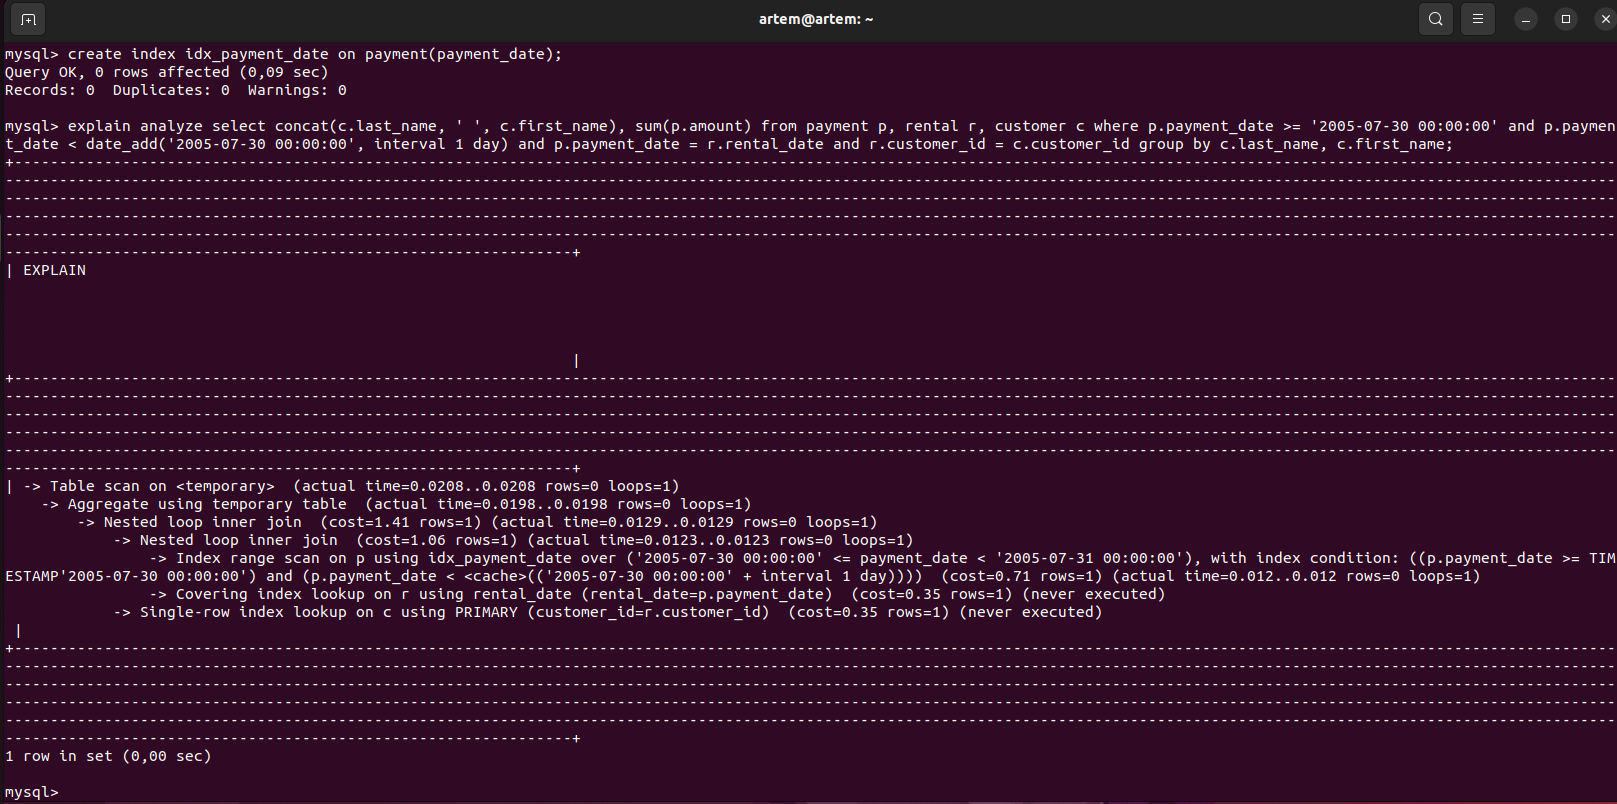 artem@artem: ~
mysql> create index idx_payment_date on payment(payment_date);
Query OK, 0 rows affected (0,09 sec)
Records: 0  Duplicates: 0  Warnings: 0
mysql> explain analyze select concat(c.last_name, ' ', c.first_name), sum(p.amount) from payment p, rental r, customer c where p.payment_date >= '2005-07-30 00:00:00' and p.paymen
t_date < date_add('2005-07-30 00:00:00', interval 1 day) and p.payment_date = r.rental_date and r.customer_id = c.customer_id group by c.last_name, c.first_name;
| EXPLAIN
|
| -> Table scan on <temporary>  (actual time=0.0208..0.0208 rows=0 loops=1)
    -> Aggregate using temporary table  (actual time=0.0198..0.0198 rows=0 loops=1)
        -> Nested loop inner join  (cost=1.41 rows=1) (actual time=0.0129..0.0129 rows=0 loops=1)
            -> Nested loop inner join  (cost=1.06 rows=1) (actual time=0.0123..0.0123 rows=0 loops=1)
                -> Index range scan on p using idx_payment_date over ('2005-07-30 00:00:00' <= payment_date < '2005-07-31 00:00:00'), with index condition: ((p.payment_date >= TIM
ESTAMP'2005-07-30 00:00:00') and (p.payment_date < <cache>(('2005-07-30 00:00:00' + interval 1 day))))  (cost=0.71 rows=1) (actual time=0.012..0.012 rows=0 loops=1)
                -> Covering index lookup on r using rental_date (rental_date=p.payment_date)  (cost=0.35 rows=1) (never executed)
            -> Single-row index lookup on c using PRIMARY (customer_id=r.customer_id)  (cost=0.35 rows=1) (never executed)
 |
1 row in set (0,00 sec)
mysql>